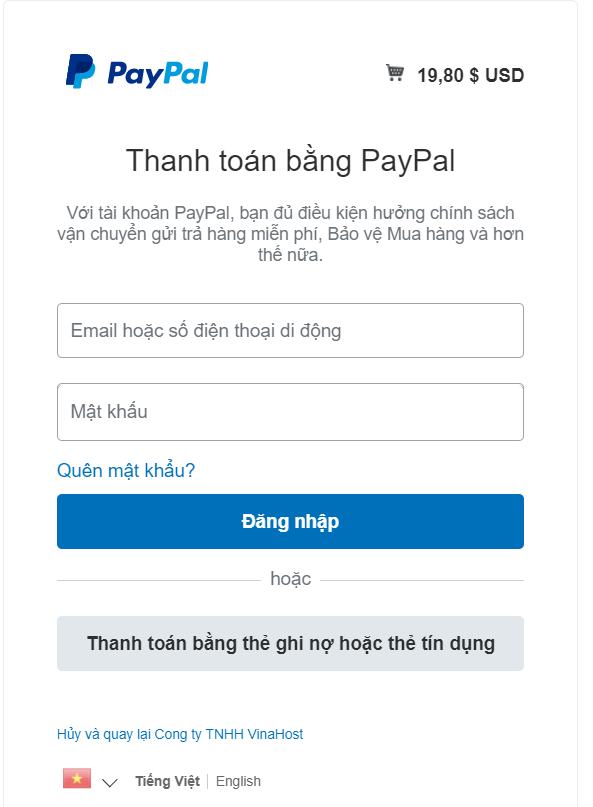 PayPal
19,80 $ USD
Thanh toán bằng PayPal
Với tài khoản PayPal, bạn đủ điều kiện hưởng chính sách
vận chuyển gửi trả hàng miễn phí, Bảo vệ Mua hàng và hơn
thế nữa.
Email hoặc số điện thoại di động
Mật khẩu
Quên mật khẩu?
Đăng nhập
hoặc
Thanh toán bằng thẻ ghi nợ hoặc thẻ tín dụng
Hủy và quay lại Cong ty TNHH VinaHost
Tiếng Việt English